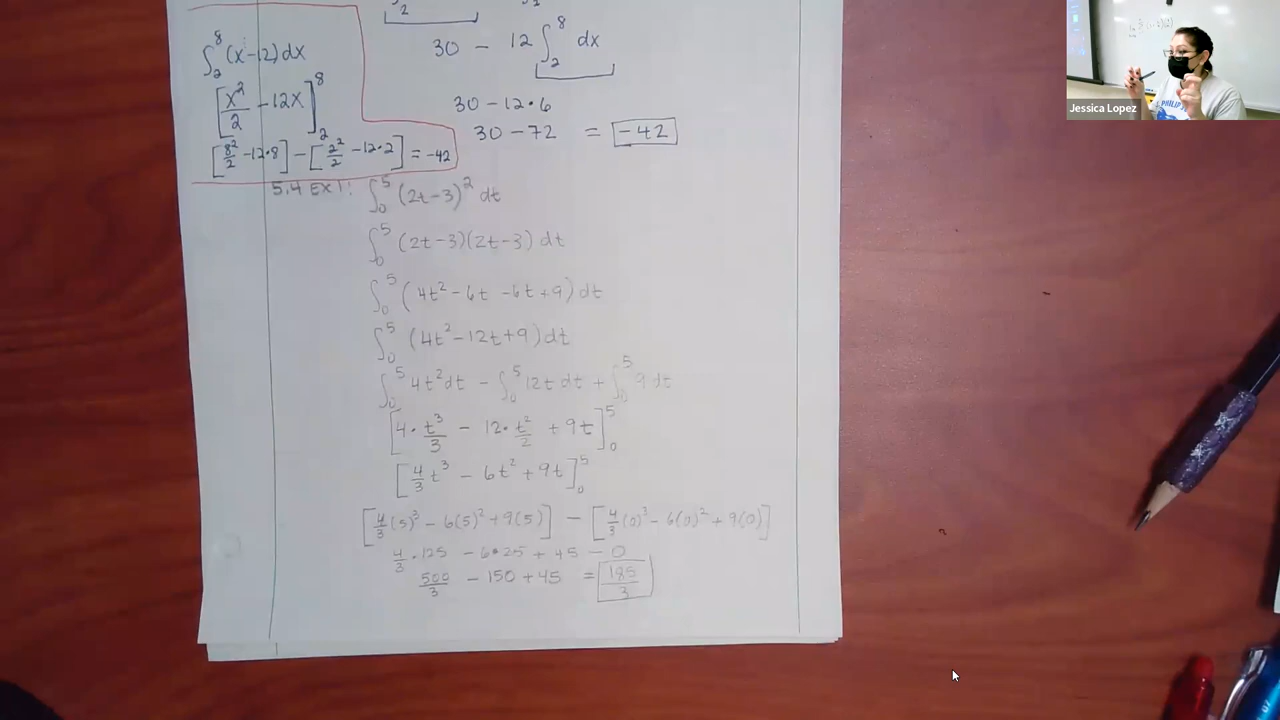 ∫₂⁸ (x-12) dx
[x²/2 - 12x]₂⁸
[8²/2 - 12•8] - [2²/2 - 12•2] = -42
30 - 12 ∫₂⁸ dx
30 - 12•6
30 - 72 = -42
5.4 EX 1: ∫₀⁵ (2t-3)² dt
∫₀⁵ (2t-3)(2t-3) dt
∫₀⁵ (4t² - 6t - 6t + 9) dt
∫₀⁵ (4t² - 12t + 9) dt
∫₀⁵ 4t² dt - ∫₀⁵ 12t dt + ∫₀⁵ 9 dt
[4 • t³/3 - 12 • t²/2 + 9t]₀⁵
[4/3 t³ - 6t² + 9t]₀⁵
[4/3 (5)³ - 6(5)² + 9(5)] - [4/3 (0)³ - 6(0)² + 9(0)]
4/3 • 125 - 6•25 + 45 - 0
500/3 - 150 + 45 = 185/3
Jessica Lopez